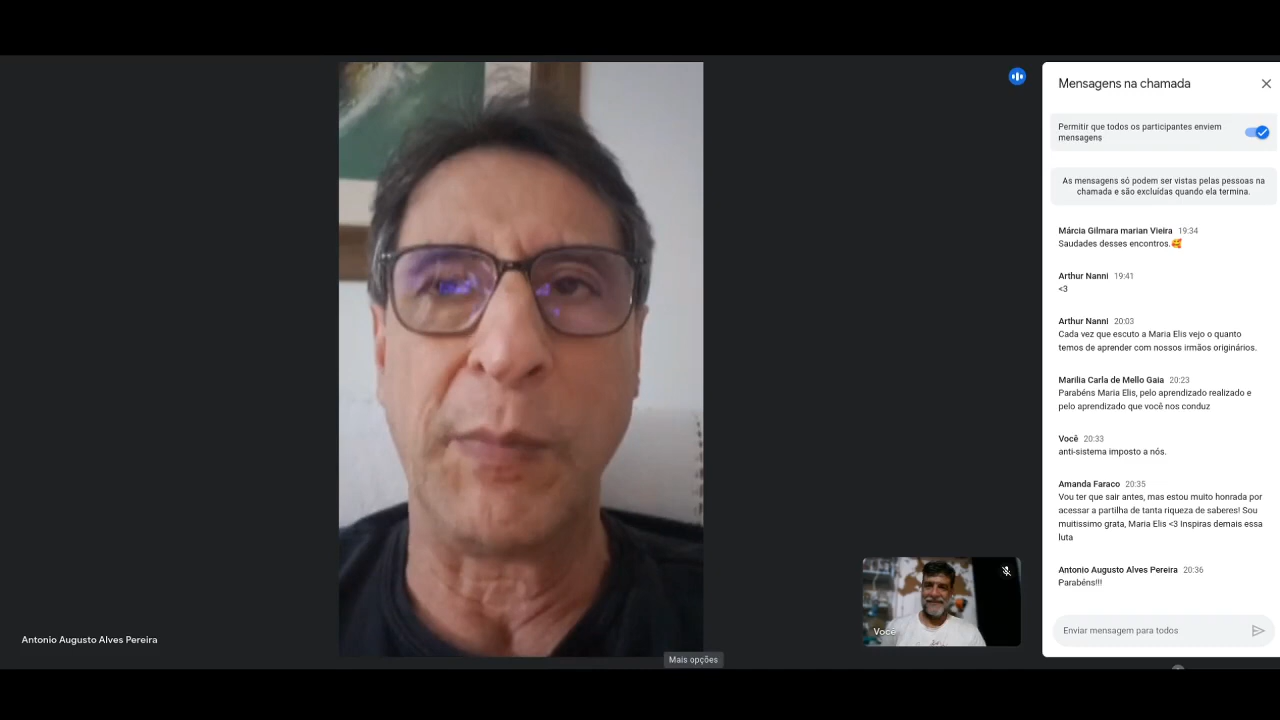 Mensagens na chamada
Permitir que todos os participantes enviem
mensagens
As mensagens só podem ser vistas pelas pessoas na
chamada e são excluídas quando ela termina.
Márcia Gilmara marian Vieira 19:34
Saudades desses encontros.🥰
Arthur Nanni 19:41
<3
Arthur Nanni 20:03
Cada vez que escuto a Maria Elis vejo o quanto
temos de aprender com nossos irmãos originários.
Marilia Carla de Mello Gaia 20:23
Parabéns Maria Elis, pelo aprendizado realizado e
pelo aprendizado que você nos conduz
Você 20:33
anti-sistema imposto a nós.
Amanda Faraco 20:35
Vou ter que sair antes, mas estou muito honrada por
acessar a partilha de tanta riqueza de saberes! Sou
muitissimo grata, Maria Elis <3 Inspiras demais essa
luta
Antonio Augusto Alves Pereira 20:36
Parabéns!!!
Enviar mensagem para todos
Você
Antonio Augusto Alves Pereira
Mais opções